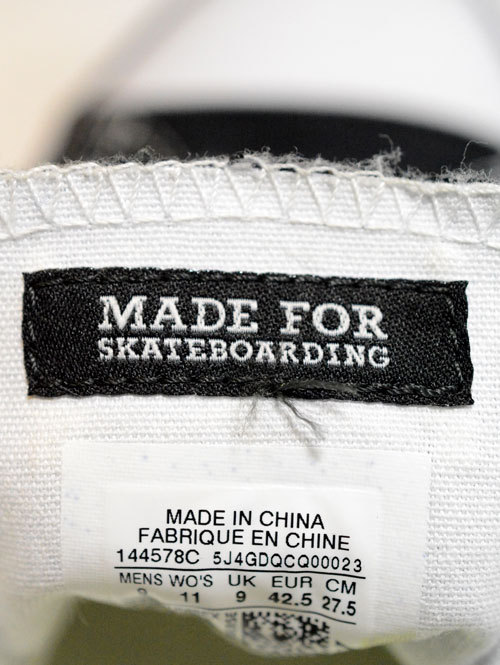 MADE FOR
SKATEBOARDING
MADE IN CHINA
FABRIQUE EN CHINE
144578C 5J4GDQCQ00023
MENS WO'S UK EUR CM
9 11 9 42.5 27.5